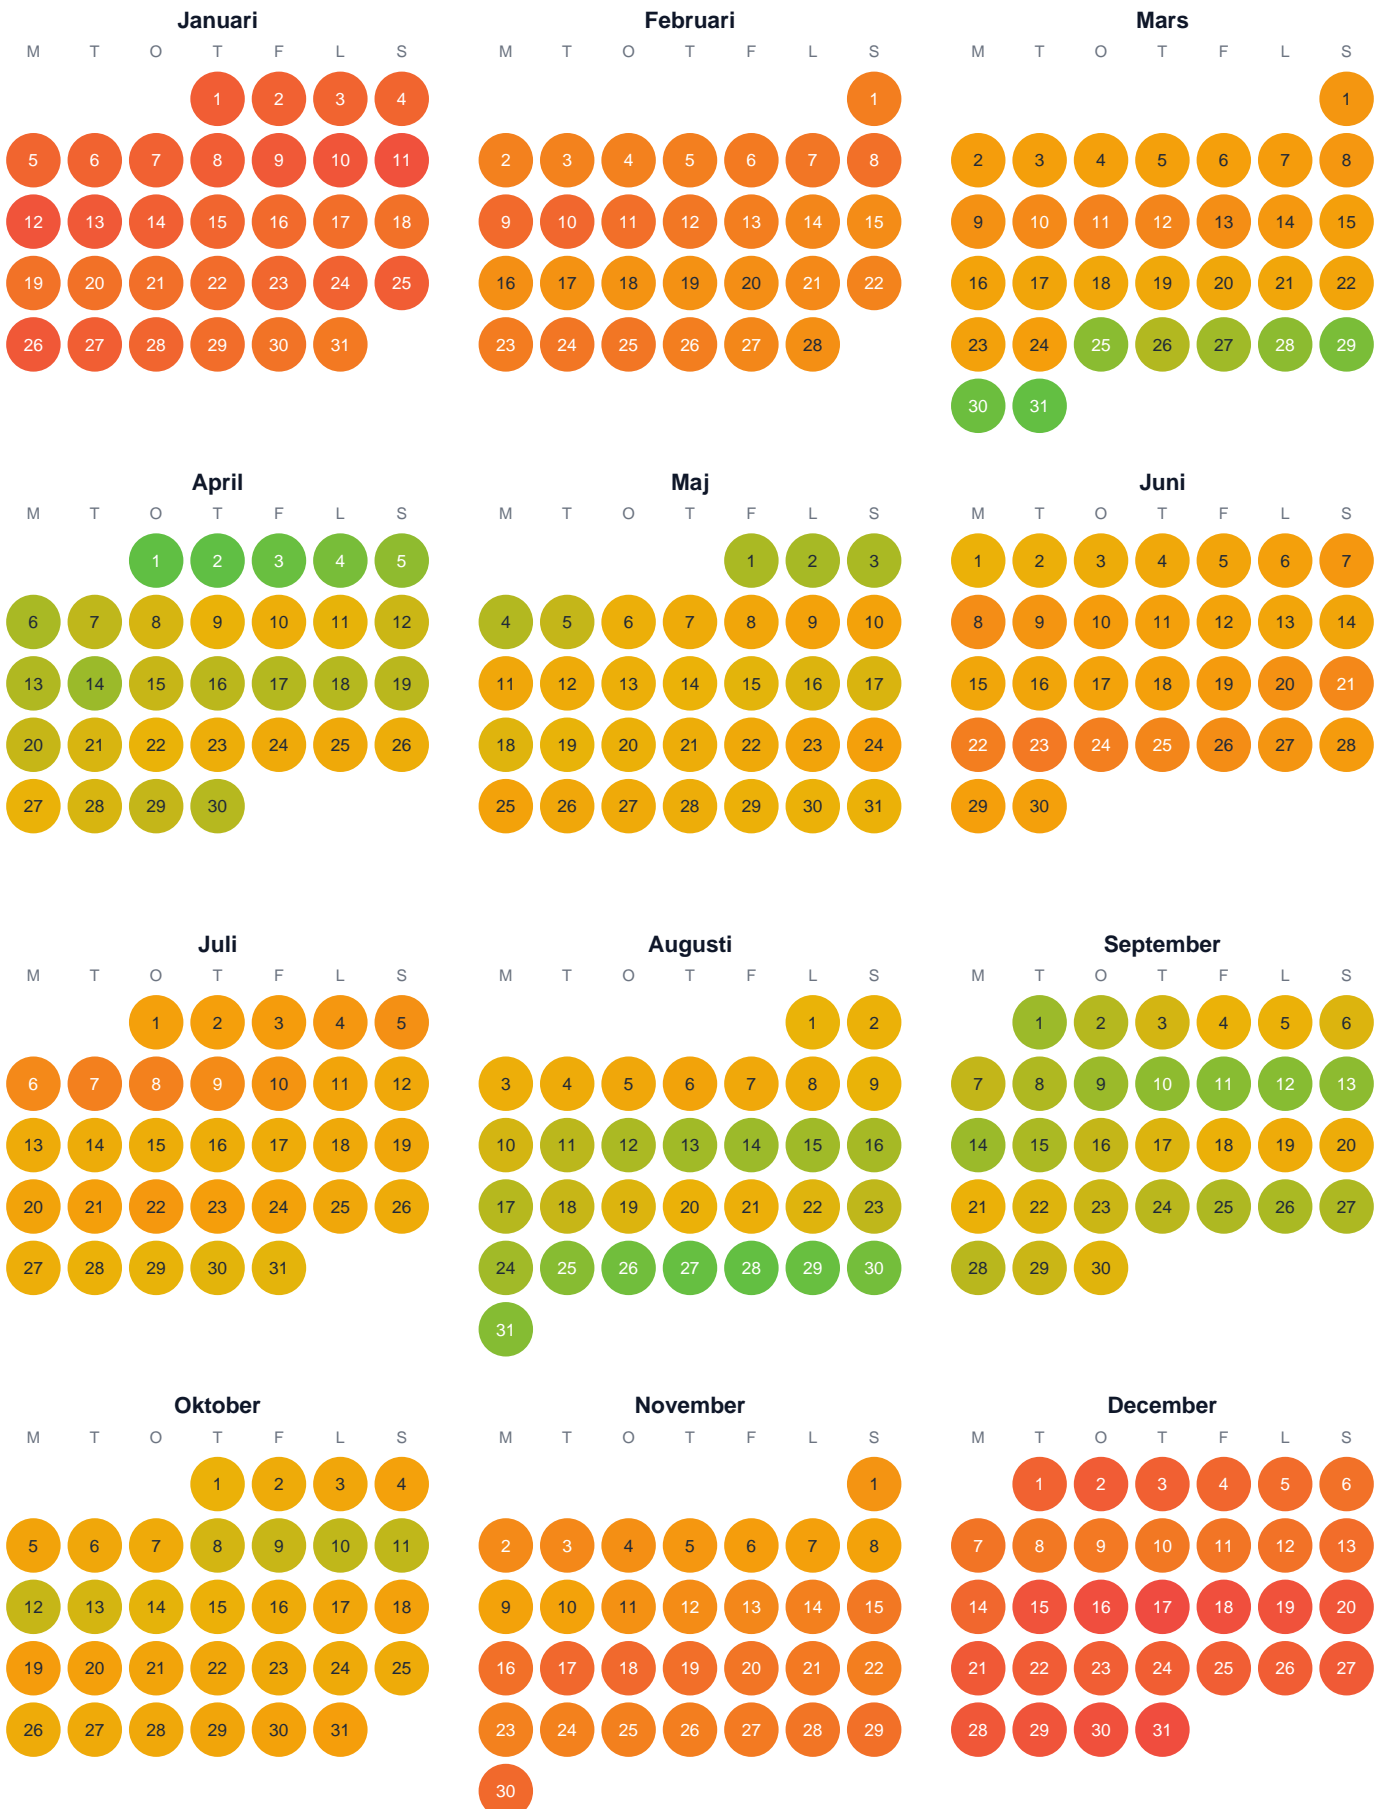 Januari Februari Mars
M T O T F L S M T O T F L S M T O T F L S
1 2 3 4 1 1
5 6 7 8 9 10 11 2 3 4 5 6 7 8 2 3 4 5 6 7 8
12 13 14 15 16 17 18 9 10 11 12 13 14 15 9 10 11 12 13 14 15
19 20 21 22 23 24 25 16 17 18 19 20 21 22 16 17 18 19 20 21 22
26 27 28 29 30 31 23 24 25 26 27 28 23 24 25 26 27 28 29
30 31
April Maj Juni
M T O T F L S M T O T F L S M T O T F L S
1 2 3 4 5 1 2 3 1 2 3 4 5 6 7
6 7 8 9 10 11 12 4 5 6 7 8 9 10 8 9 10 11 12 13 14
13 14 15 16 17 18 19 11 12 13 14 15 16 17 15 16 17 18 19 20 21
20 21 22 23 24 25 26 18 19 20 21 22 23 24 22 23 24 25 26 27 28
27 28 29 30 25 26 27 28 29 30 31 29 30
Juli Augusti September
M T O T F L S M T O T F L S M T O T F L S
1 2 3 4 5 1 2 1 2 3 4 5 6
6 7 8 9 10 11 12 3 4 5 6 7 8 9 7 8 9 10 11 12 13
13 14 15 16 17 18 19 10 11 12 13 14 15 16 14 15 16 17 18 19 20
20 21 22 23 24 25 26 17 18 19 20 21 22 23 21 22 23 24 25 26 27
27 28 29 30 31 24 25 26 27 28 29 30 28 29 30
31
Oktober November December
M T O T F L S M T O T F L S M T O T F L S
1 2 3 4 1 1 2 3 4 5 6
5 6 7 8 9 10 11 2 3 4 5 6 7 8 7 8 9 10 11 12 13
12 13 14 15 16 17 18 9 10 11 12 13 14 15 14 15 16 17 18 19 20
19 20 21 22 23 24 25 16 17 18 19 20 21 22 21 22 23 24 25 26 27
26 27 28 29 30 31 23 24 25 26 27 28 29 28 29 30 31
30